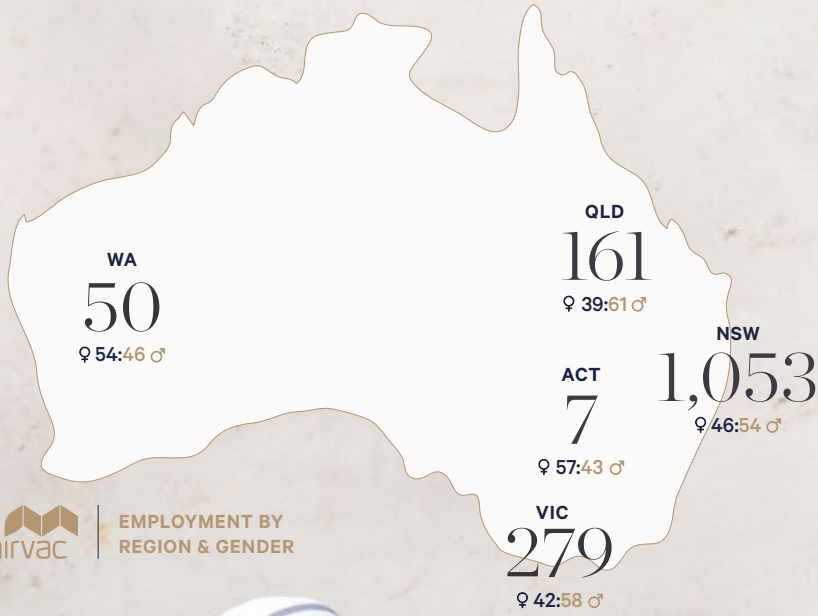 QLD
161
♀ 39:61 ♂
WA
50
♀ 54:46 ♂
NSW
1,053
♀ 46:54 ♂
ACT
7
♀ 57:43 ♂
VIC
279
♀ 42:58 ♂
EMPLOYMENT BY
REGION & GENDER